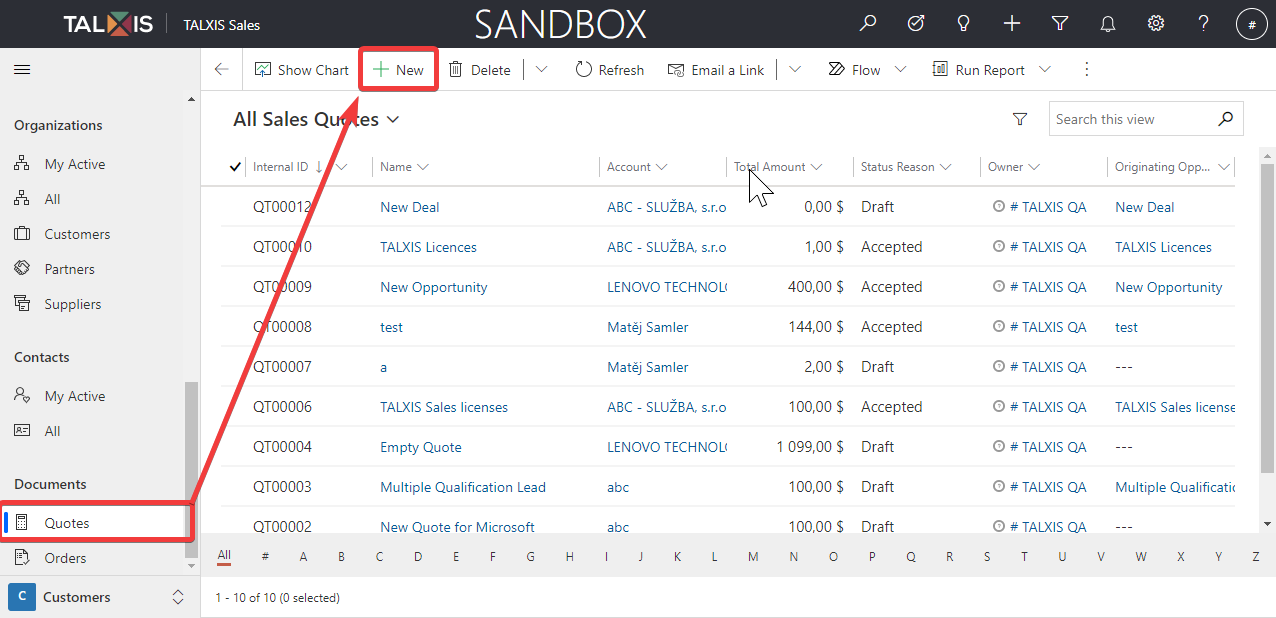 TALXIS TALXIS Sales SANDBOX ? #
Show Chart New Delete Refresh Email a Link Flow Run Report
Organizations
My Active
All
Customers
Partners
Suppliers
Contacts
My Active
All
Documents
Quotes
Orders
C Customers
All Sales Quotes Search this view
Internal ID Name Account Total Amount Status Reason Owner Originating Opp...
QT00012 New Deal ABC - SLUŽBA, s.r.o 0,00 $ Draft # TALXIS QA New Deal
QT00010 TALXIS Licences ABC - SLUŽBA, s.r.o 1,00 $ Accepted # TALXIS QA TALXIS Licences
QT00009 New Opportunity LENOVO TECHNOL 400,00 $ Accepted # TALXIS QA New Opportunity
QT00008 test Matěj Samler 144,00 $ Accepted # TALXIS QA test
QT00007 a Matěj Samler 2,00 $ Draft # TALXIS QA ---
QT00006 TALXIS Sales licenses ABC - SLUŽBA, s.r.o 100,00 $ Accepted # TALXIS QA TALXIS Sales license
QT00004 Empty Quote LENOVO TECHNOL 1 099,00 $ Draft # TALXIS QA ---
QT00003 Multiple Qualification Lead abc 100,00 $ Draft # TALXIS QA Multiple Qualificatic
QT00002 New Quote for Microsoft abc 100,00 $ Draft # TALXIS QA ---
All # A B C D E F G H I J K L M N O P Q R S T U V W X Y Z
1 - 10 of 10 (0 selected)